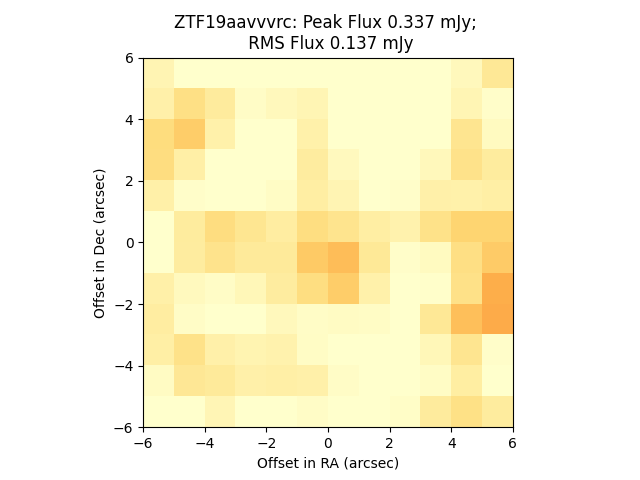 ZTF19aavvvrc: Peak Flux 0.337 mJy;
RMS Flux 0.137 mJy
6
4
2
0
−2
−4
−6
Offset in Dec (arcsec)
−6 −4 −2 0 2 4 6
Offset in RA (arcsec)